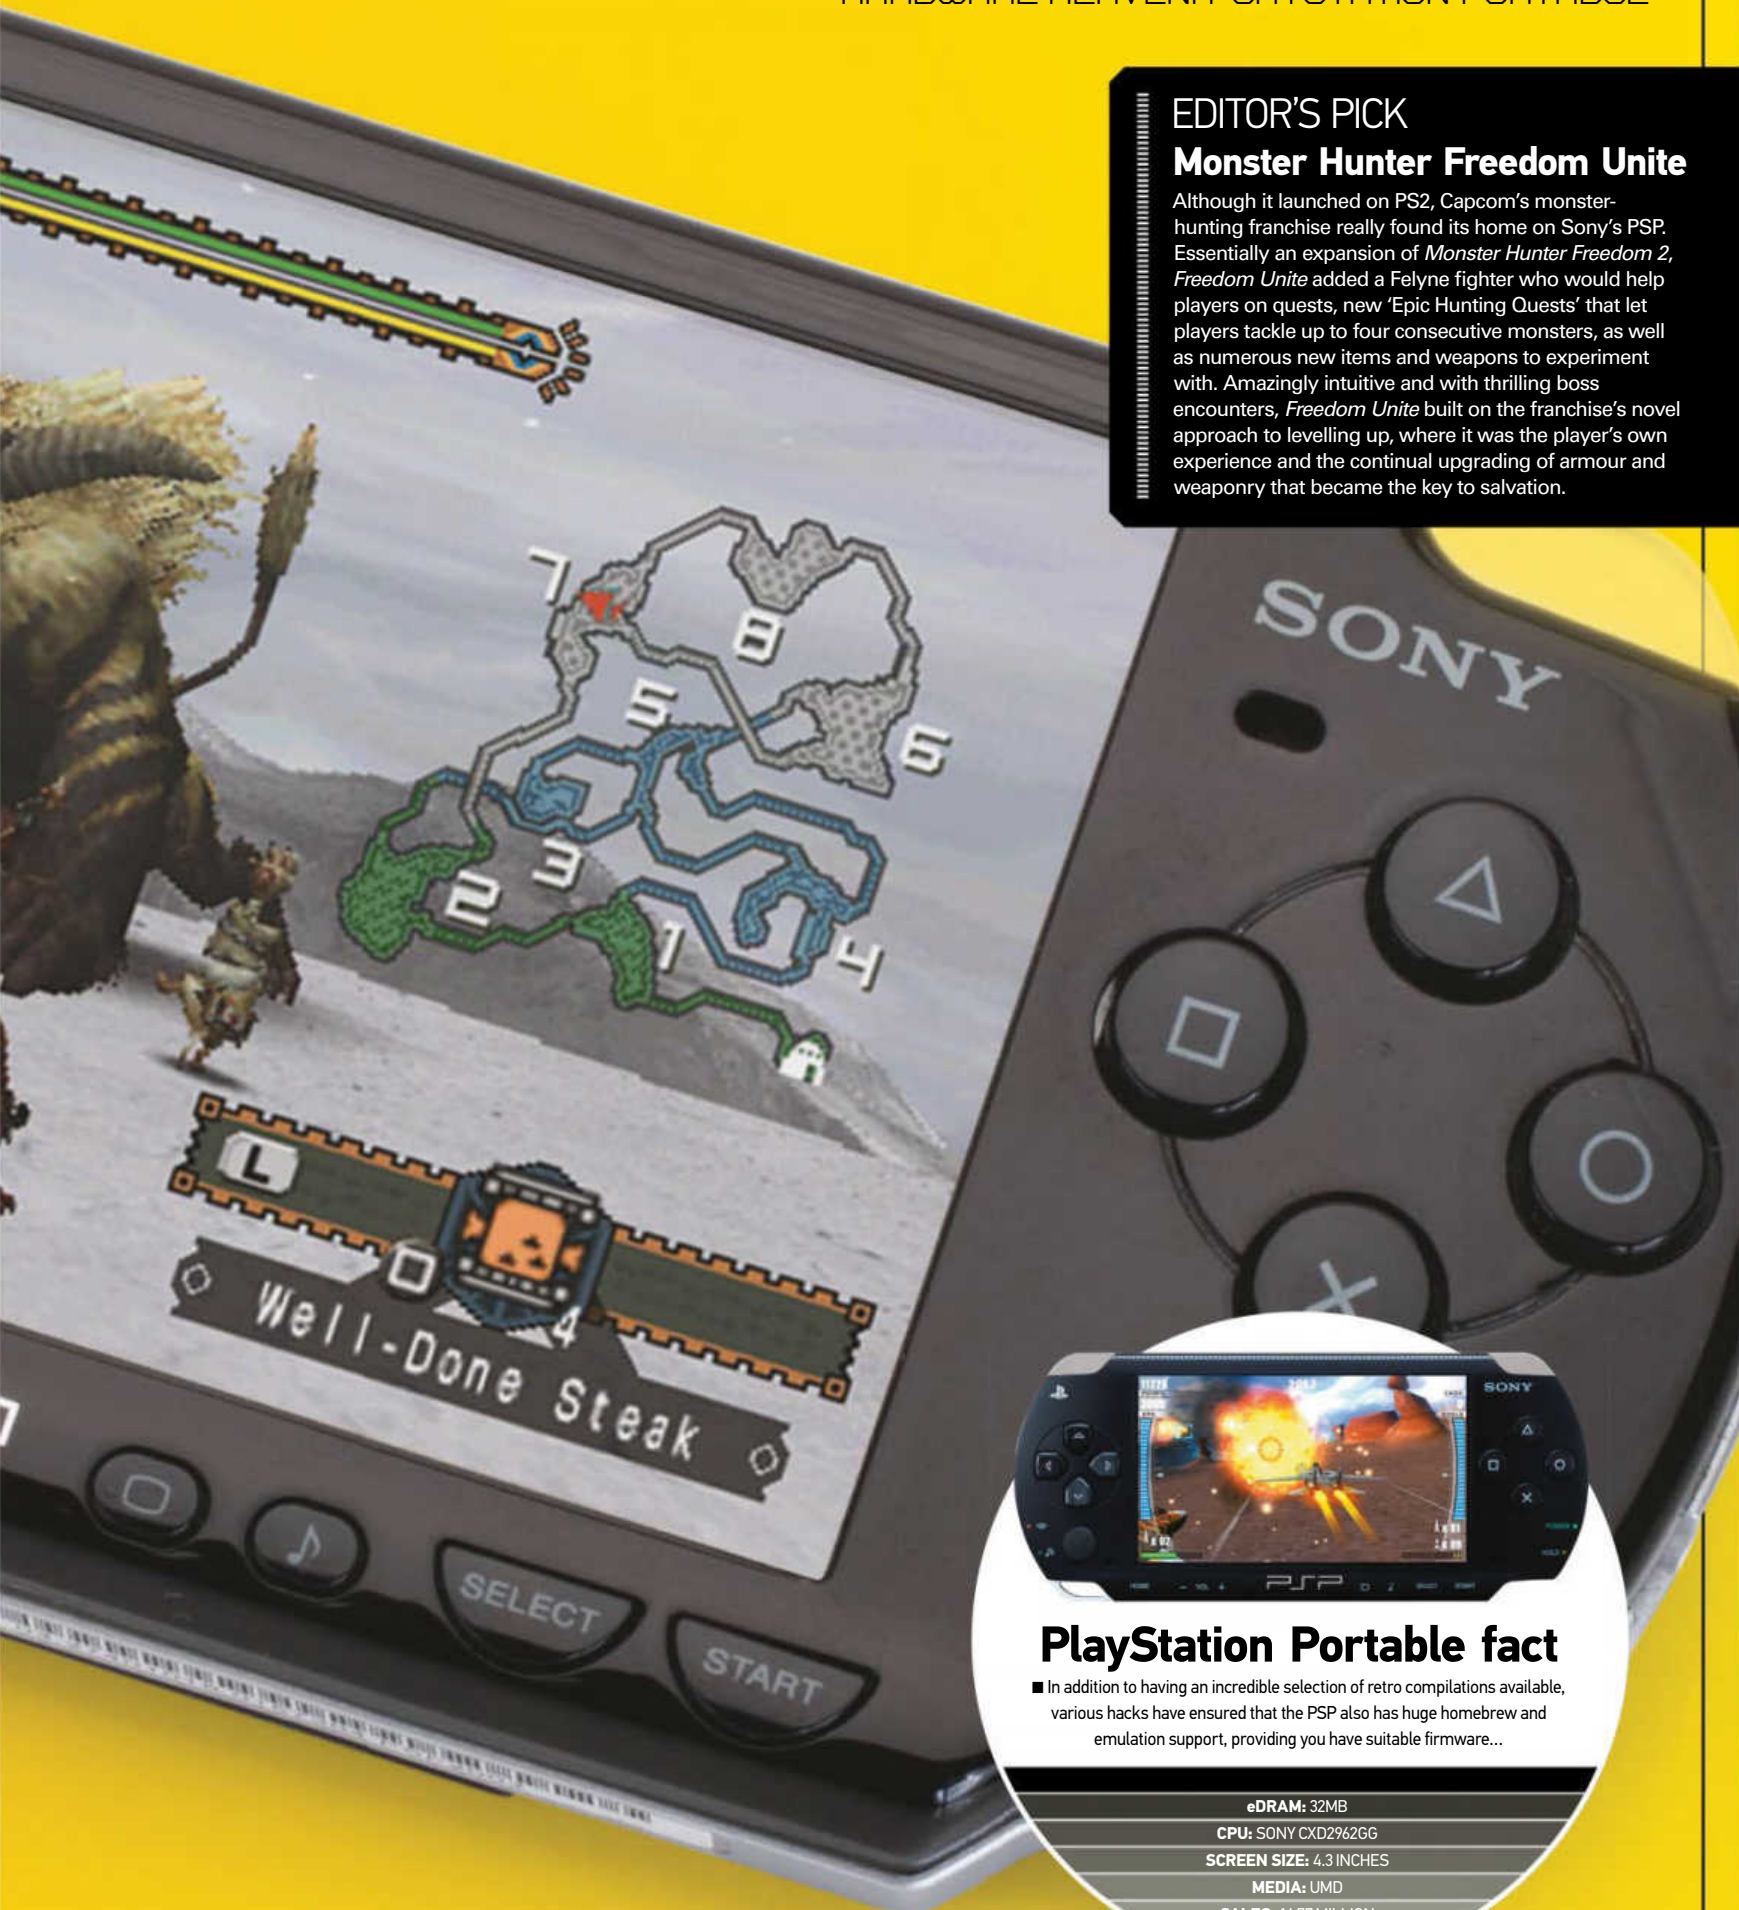 EDITOR'S PICK
Monster Hunter Freedom Unite
Although it launched on PS2, Capcom's monster-
hunting franchise really found its home on Sony's PSP.
Essentially an expansion of Monster Hunter Freedom 2,
Freedom Unite added a Felyne fighter who would help
players on quests, new 'Epic Hunting Quests' that let
players tackle up to four consecutive monsters, as well
as numerous new items and weapons to experiment
with. Amazingly intuitive and with thrilling boss
encounters, Freedom Unite built on the franchise's novel
approach to levelling up, where it was the player's own
experience and the continual upgrading of armour and
weaponry that became the key to salvation.
SONY
7
8
5
6
3
2
1
4
L
4
Well-Done Steak
SELECT
START
SONY
PSP
PlayStation Portable fact
■ In addition to having an incredible selection of retro compilations available,
various hacks have ensured that the PSP also has huge homebrew and
emulation support, providing you have suitable firmware...
eDRAM: 32MB
CPU: SONY CXD2962GG
SCREEN SIZE: 4.3 INCHES
MEDIA: UMD